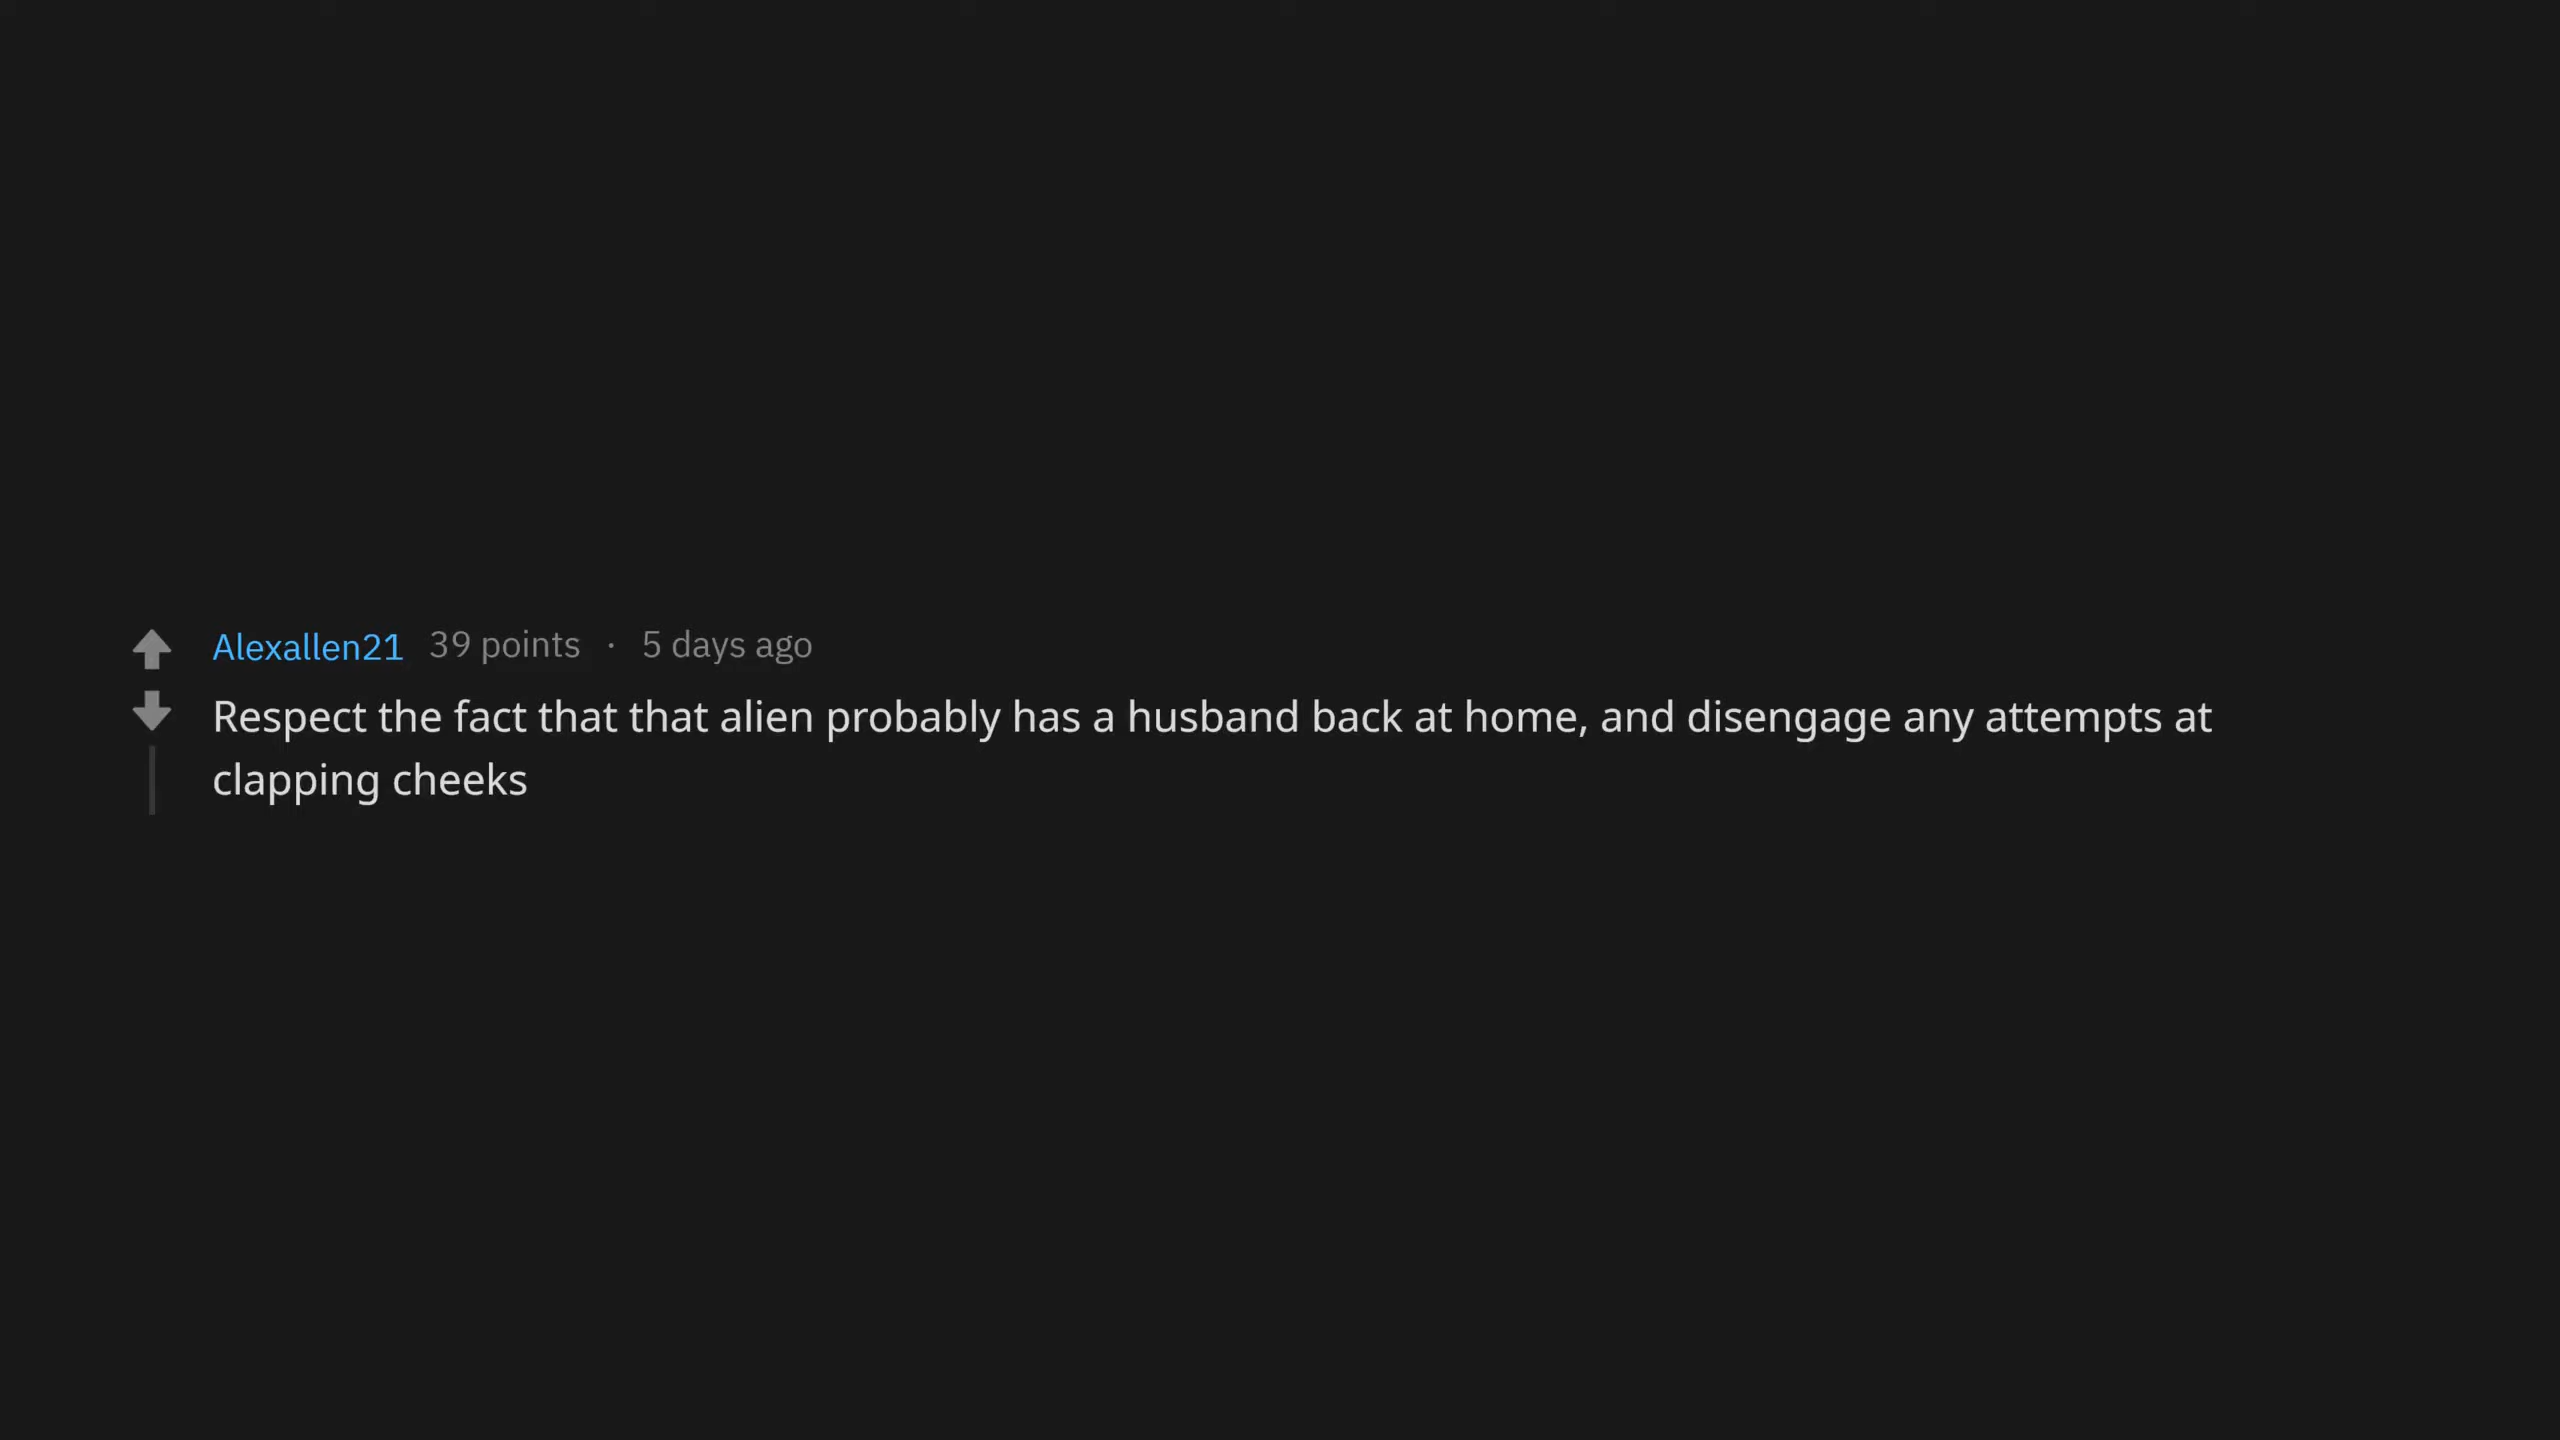 Alexallen21 39 points · 5 days ago
Respect the fact that that alien probably has a husband back at home, and disengage any attempts at
clapping cheeks